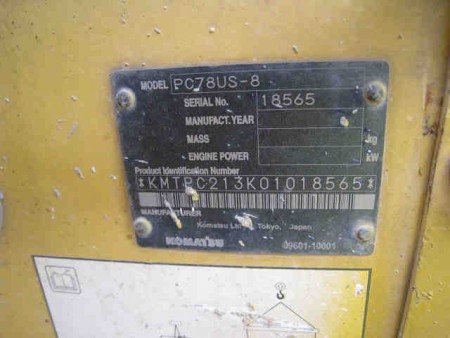 MODEL PC78US-8
SERIAL No. 18565
MANUFACT.YEAR
MASS kg
ENGINE POWER kW
Product Identification Number
*KMTPC213K01018565*
MANUFACTURER
Komatsu Ltd. Tokyo, Japan
KOMATSU 09601-10001